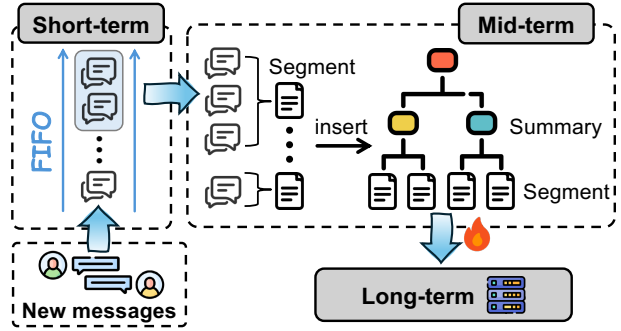 Short-term
Mid-term
FIFO
Segment
insert
Summary
Segment
New messages
Long-term